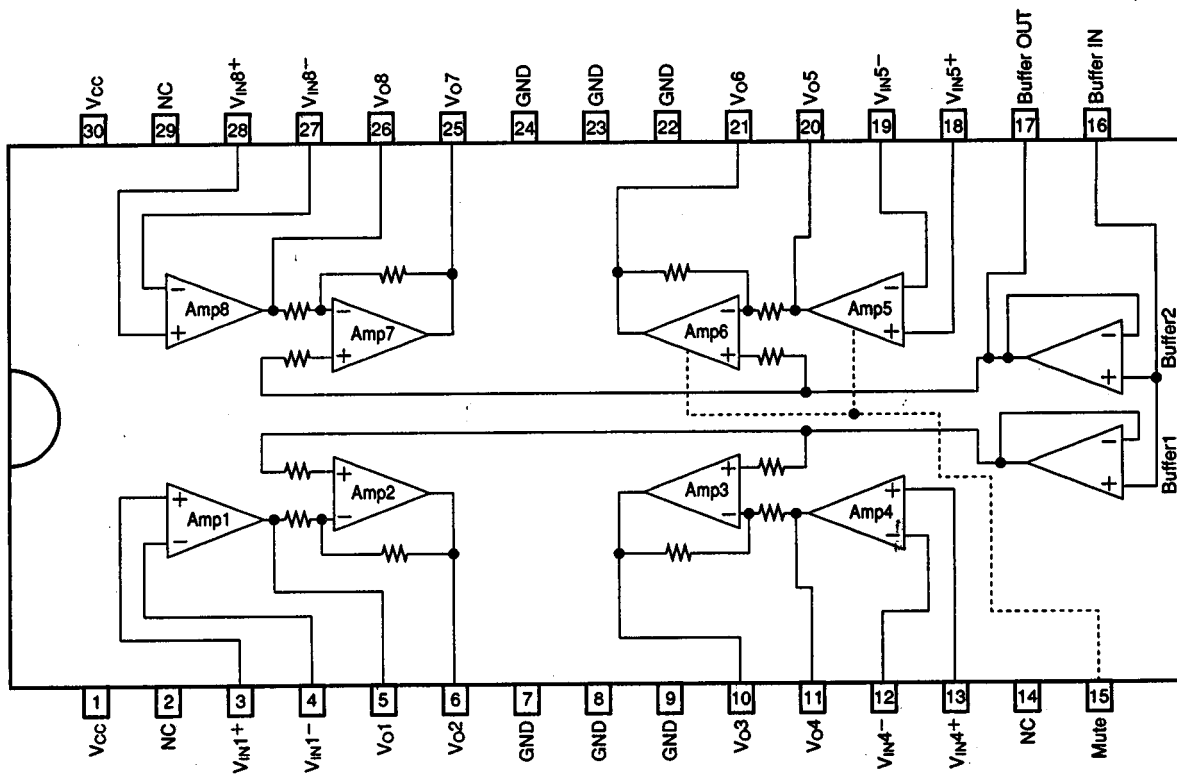 Vcc
NC
VIN8+
VIN8-
VO8
VO7
GND
GND
GND
VO6
VO5
VIN5-
VIN5+
Buffer OUT
Buffer IN
30
29
28
27
26
25
24
23
22
21
20
19
18
17
16
Amp8
- +
Amp7
- +
Amp6
- +
Amp5
- +
Buffer2
- +
Amp1
+ -
Amp2
+ -
Amp3
+ -
Amp4
+ -
Buffer1
- +
1
2
3
4
5
6
7
8
9
10
11
12
13
14
15
Vcc
NC
VIN1+
VIN1-
VO1
VO2
GND
GND
GND
VO3
VO4
VIN4-
VIN4+
NC
Mute